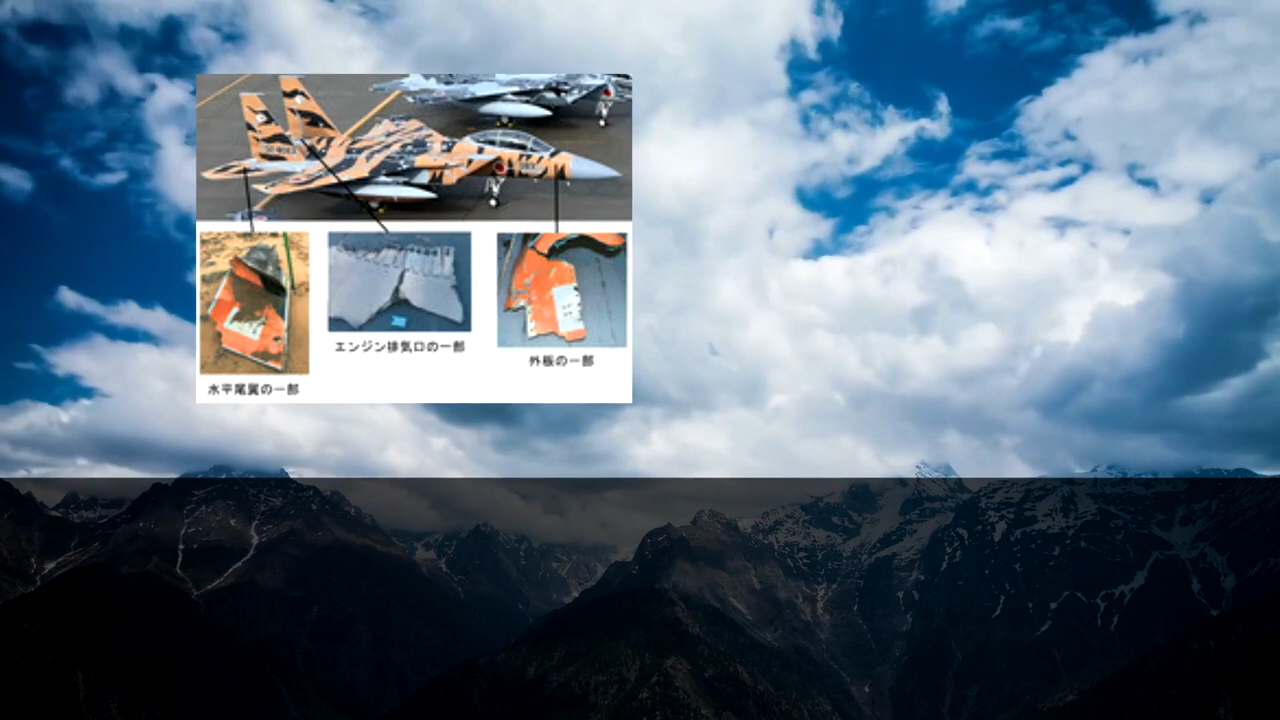 エンジン排気口の一部
外板の一部
水平尾翼の一部